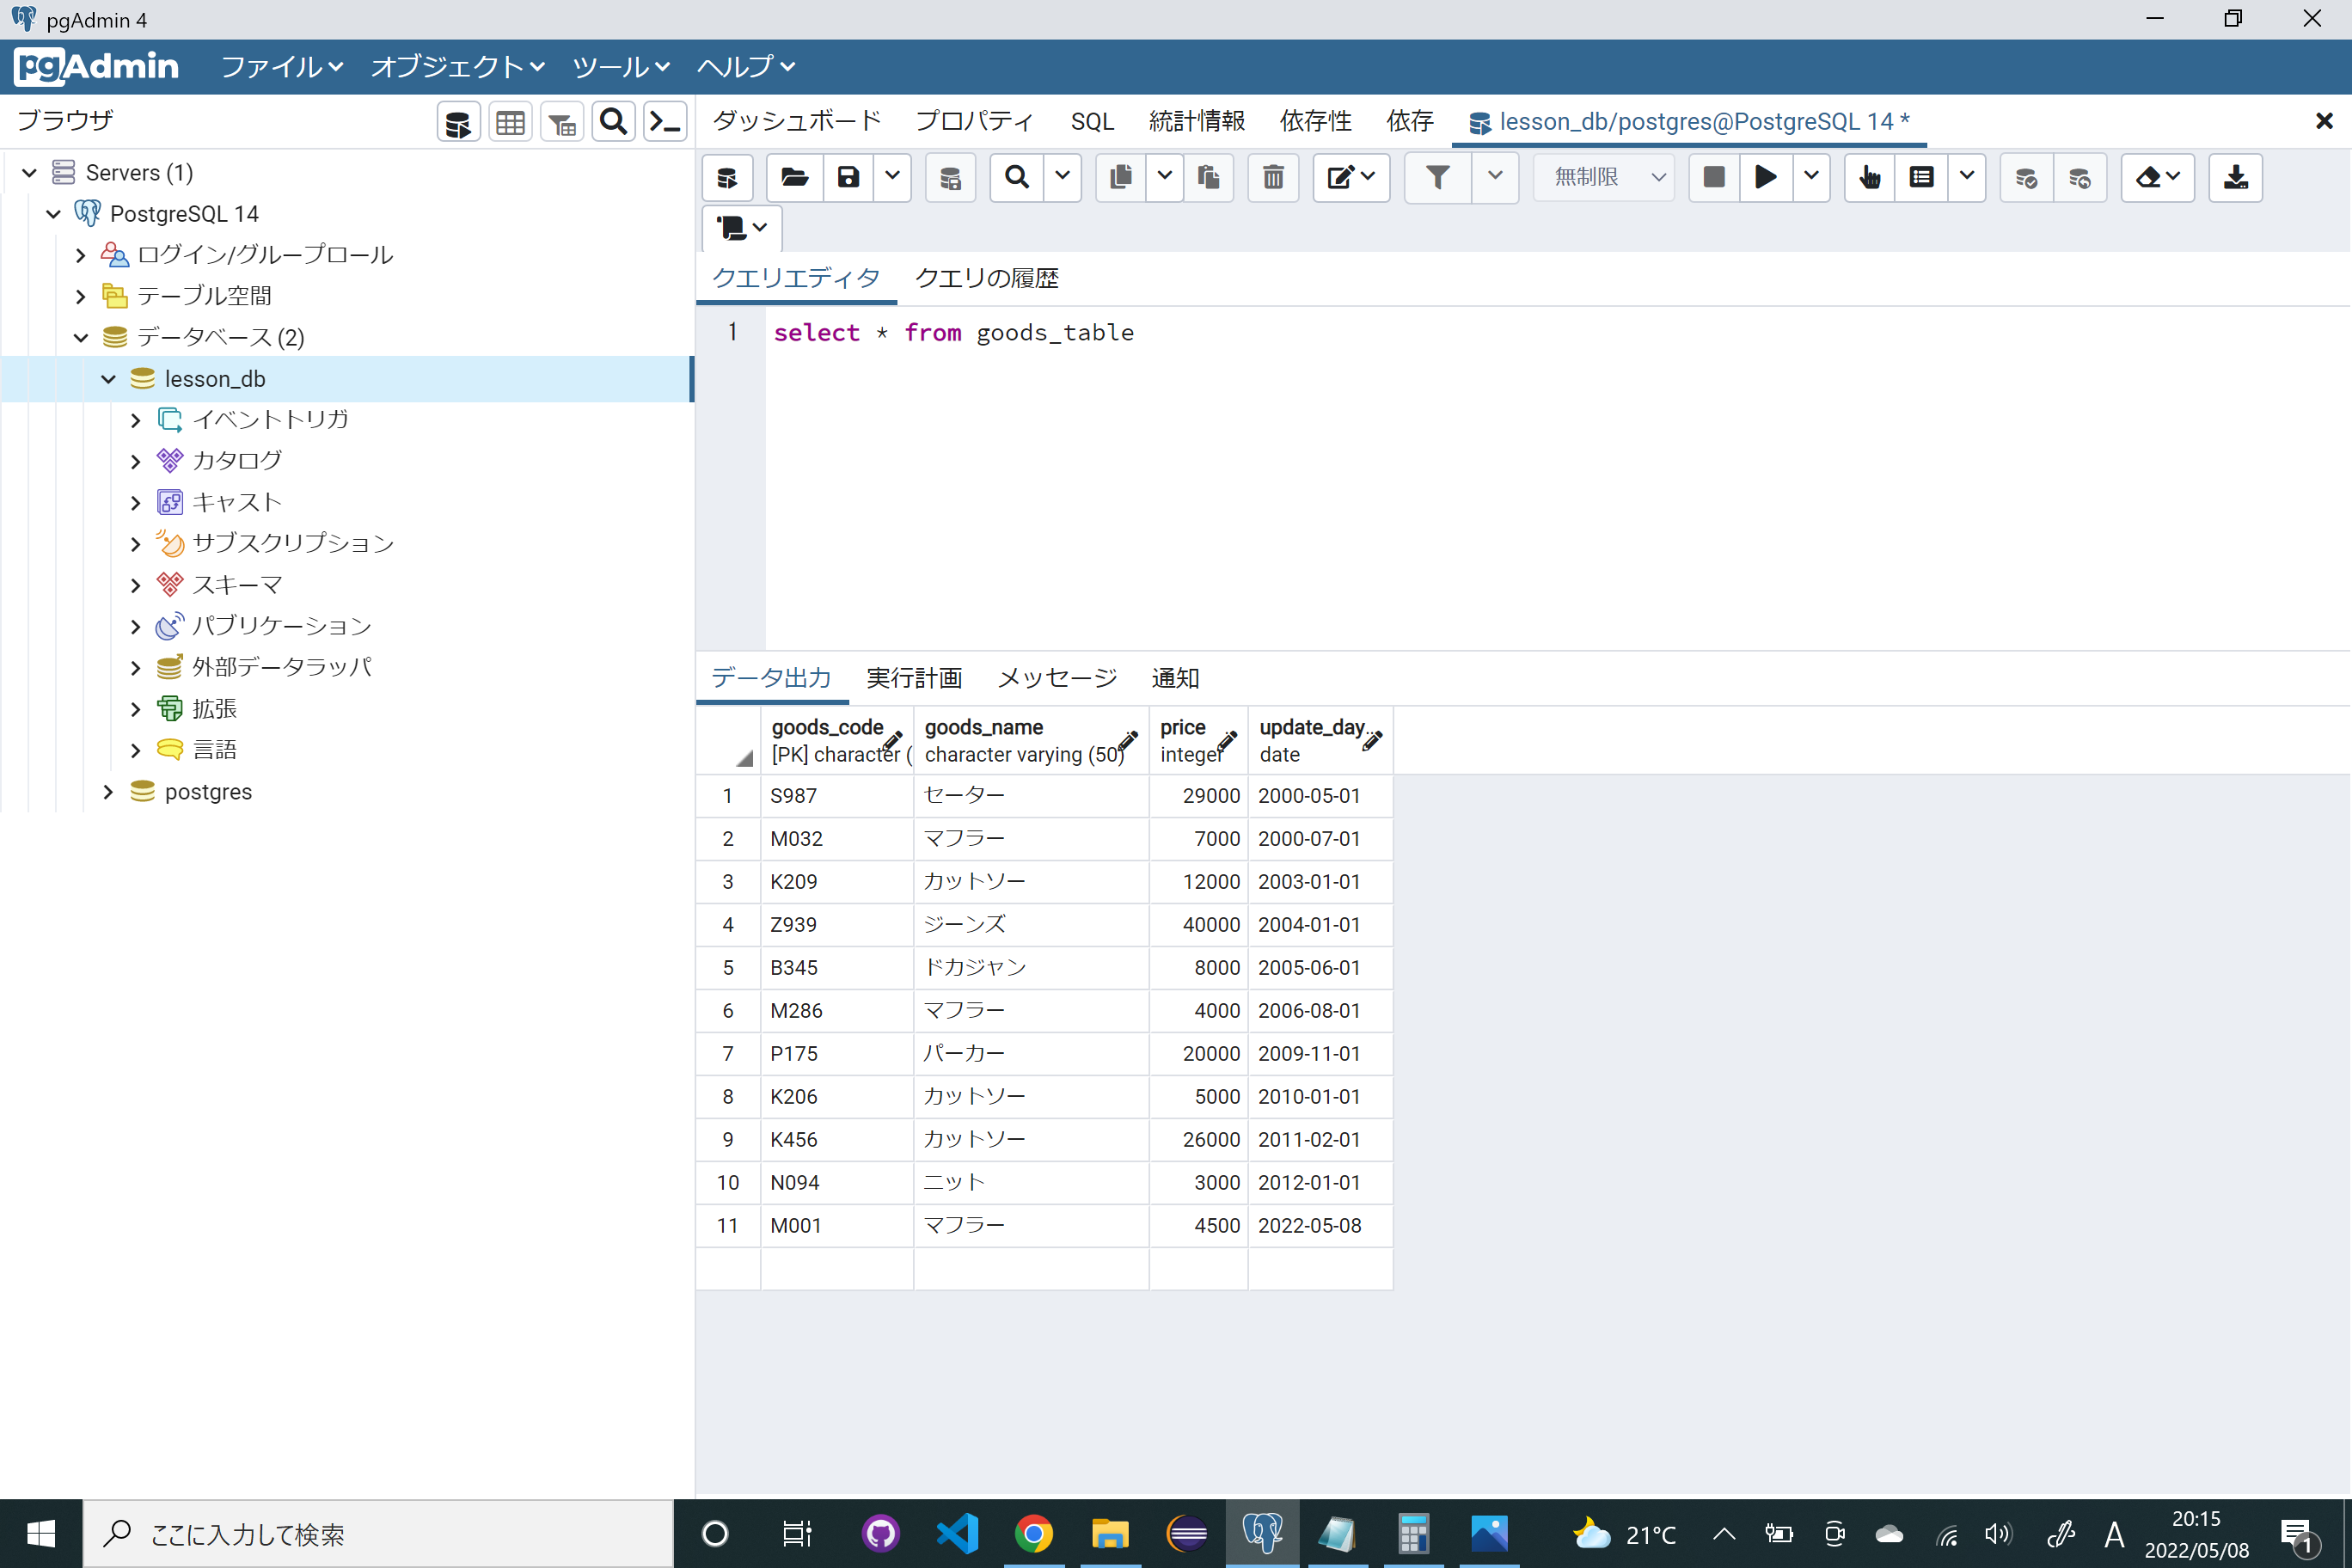 pgAdmin 4
pgAdmin ファイル オブジェクト ツール ヘルプ
ブラウザ
ダッシュボード プロパティ SQL 統計情報 依存性 依存 lesson_db/postgres@PostgreSQL 14 *
Servers (1)
PostgreSQL 14
ログイン/グループロール
テーブル空間
データベース (2)
lesson_db
イベントトリガ
カタログ
キャスト
サブスクリプション
スキーマ
パブリケーション
外部データラッパ
拡張
言語
postgres
無制限
クエリエディタ クエリの履歴
1 select * from goods_table
データ出力 実行計画 メッセージ 通知
goods_code goods_name price update_day..
[PK] character ( character varying (50) integer date
1 S987 セーター 29000 2000-05-01
2 M032 マフラー 7000 2000-07-01
3 K209 カットソー 12000 2003-01-01
4 Z939 ジーンズ 40000 2004-01-01
5 B345 ドカジャン 8000 2005-06-01
6 M286 マフラー 4000 2006-08-01
7 P175 パーカー 20000 2009-11-01
8 K206 カットソー 5000 2010-01-01
9 K456 カットソー 26000 2011-02-01
10 N094 ニット 3000 2012-01-01
11 M001 マフラー 4500 2022-05-08
ここに入力して検索
21°C
A
20:15
2022/05/08
1